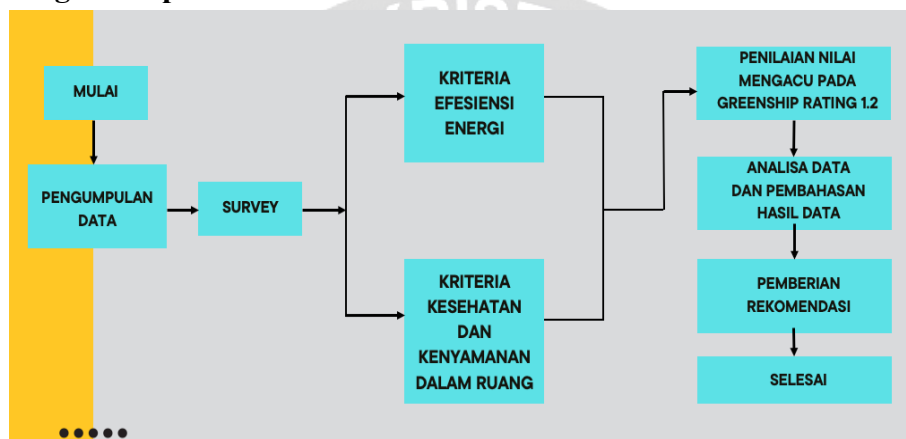 MULAI
PENGUMPULAN
DATA
SURVEY
KRITERIA
EFESIENSI
ENERGI
KRITERIA
KESEHATAN
DAN
KENYAMANAN
DALAM RUANG
PENILAIAN NILAI
MENGACU PADA
GREENSHIP RATING 1.2
ANALISA DATA
DAN PEMBAHASAN
HASIL DATA
PEMBERIAN
REKOMENDASI
SELESAI